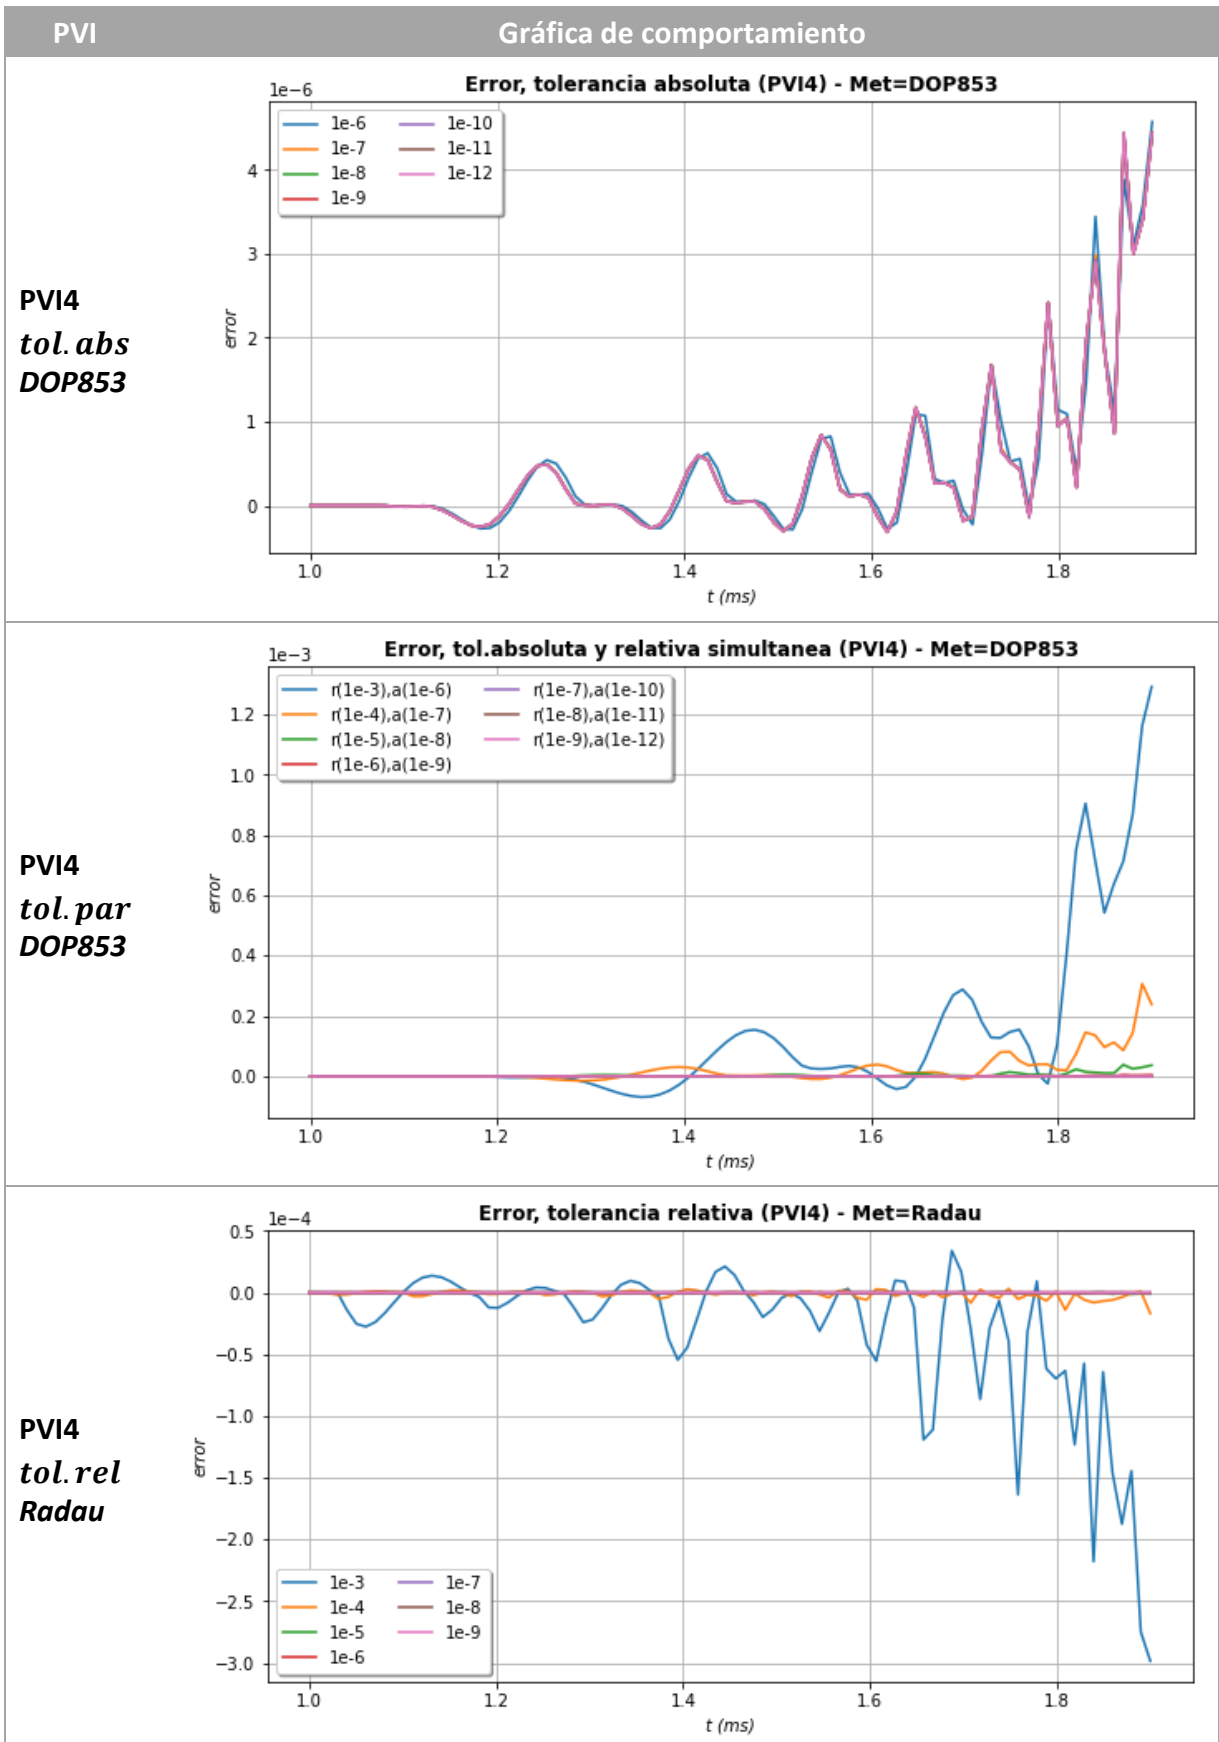 PVI Gráfica de comportamiento
PVI4
tol.abs
DOP853
Error, tolerancia absoluta (PVI4) - Met=DOP853
1e-6
1e-6 1e-10
1e-7 1e-11
1e-8 1e-12
1e-9
4
3
2
1
0
error
1.0 1.2 1.4 1.6 1.8
t (ms)
PVI4
tol.par
DOP853
Error, tol.absoluta y relativa simultanea (PVI4) - Met=DOP853
1e-3
r(1e-3),a(1e-6) r(1e-7),a(1e-10)
r(1e-4),a(1e-7) r(1e-8),a(1e-11)
r(1e-5),a(1e-8) r(1e-9),a(1e-12)
r(1e-6),a(1e-9)
1.2
1.0
0.8
0.6
0.4
0.2
0.0
error
1.0 1.2 1.4 1.6 1.8
t (ms)
PVI4
tol.rel
Radau
Error, tolerancia relativa (PVI4) - Met=Radau
1e-4
0.5
0.0
−0.5
−1.0
−1.5
−2.0
−2.5
−3.0
error
1e-3 1e-7
1e-4 1e-8
1e-5 1e-9
1e-6
1.0 1.2 1.4 1.6 1.8
t (ms)